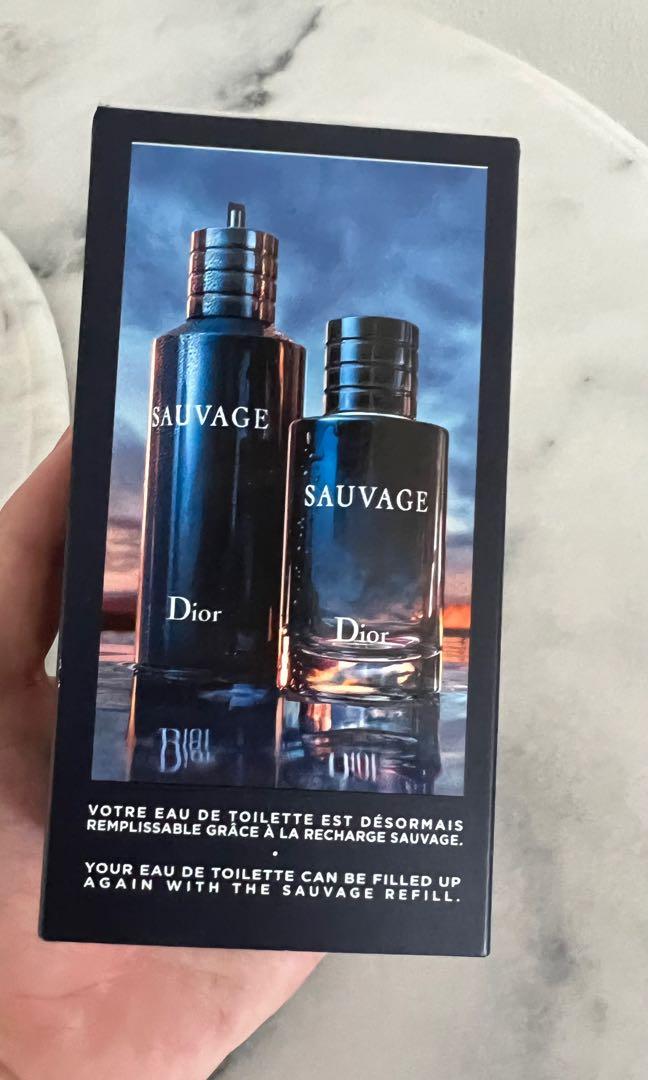 SAUVAGE
Dior
SAUVAGE
Dior
VOTRE EAU DE TOILETTE EST DÉSORMAIS
REMPLISSABLE GRÂCE À LA RECHARGE SAUVAGE.
•
YOUR EAU DE TOILETTE CAN BE FILLED UP
AGAIN WITH THE SAUVAGE REFILL.